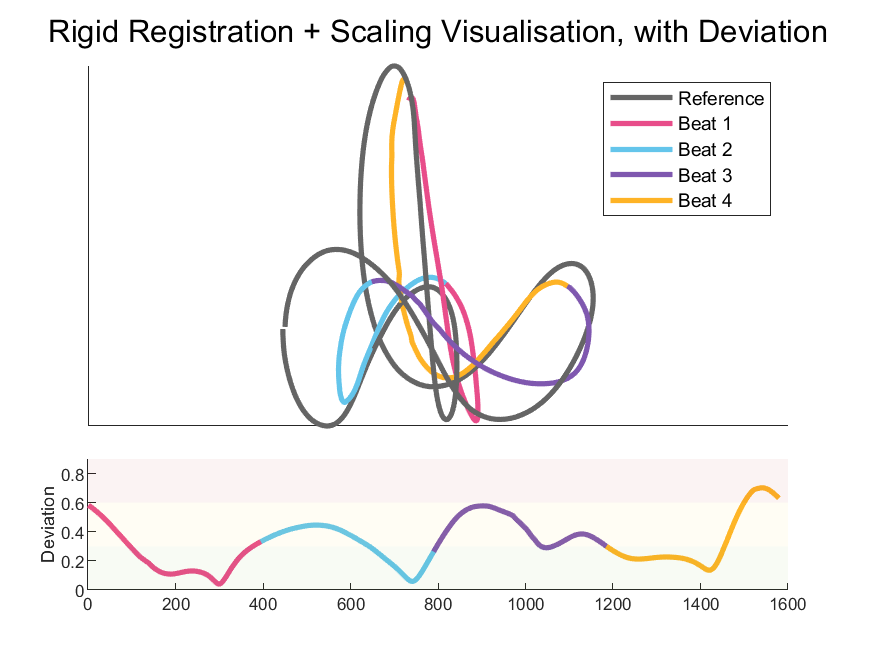 Rigid Registration + Scaling Visualisation, with Deviation
Reference
Beat 1
Beat 2
Beat 3
Beat 4
Deviation
0.8
0.6
0.4
0.2
0
0 200 400 600 800 1000 1200 1400 1600